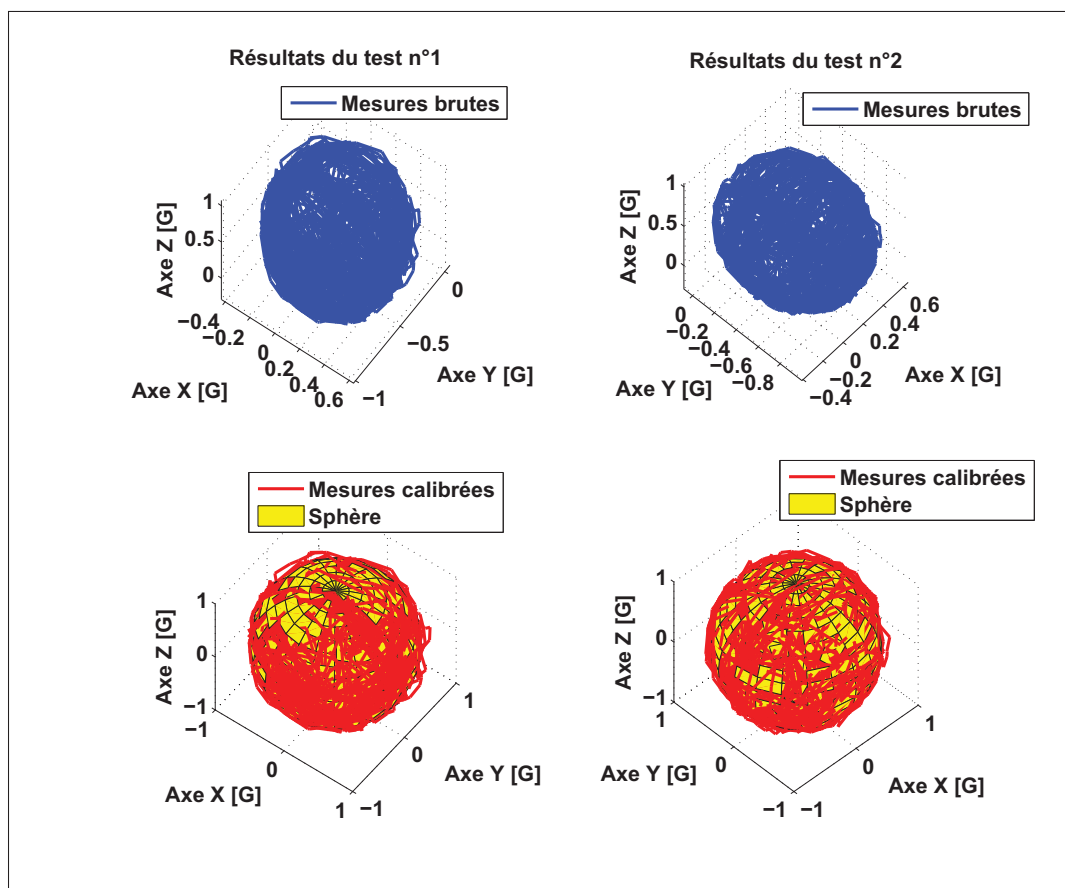 Résultats du test n°1
Mesures brutes
1
0.5
0
Axe Z [G]
−0.4
−0.2
0
0.2
0.4
0.6
Axe X [G]
−1
−0.5
0
Axe Y [G]
Résultats du test n°2
Mesures brutes
1
0.5
0
Axe Z [G]
0
−0.2
−0.4
−0.6
−0.8
Axe Y [G]
−0.4
−0.2
0
0.2
0.4
0.6
Axe X [G]
Mesures calibrées
Sphère
1
0
−1
Axe Z [G]
−1
0
1
Axe X [G]
−1
0
1
Axe Y [G]
Mesures calibrées
Sphère
1
0
−1
Axe Z [G]
1
0
−1
Axe Y [G]
−1
0
1
Axe X [G]